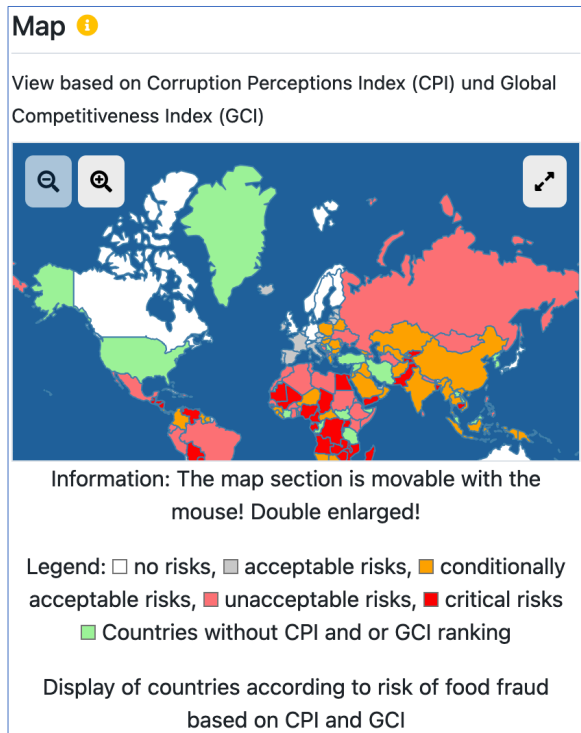 Map
View based on Corruption Perceptions Index (CPI) und Global
Competitiveness Index (GCI)
Information: The map section is movable with the
mouse! Double enlarged!
Legend: no risks, acceptable risks, conditionally
acceptable risks, unacceptable risks, critical risks
Countries without CPI and or GCI ranking
Display of countries according to risk of food fraud
based on CPI and GCI